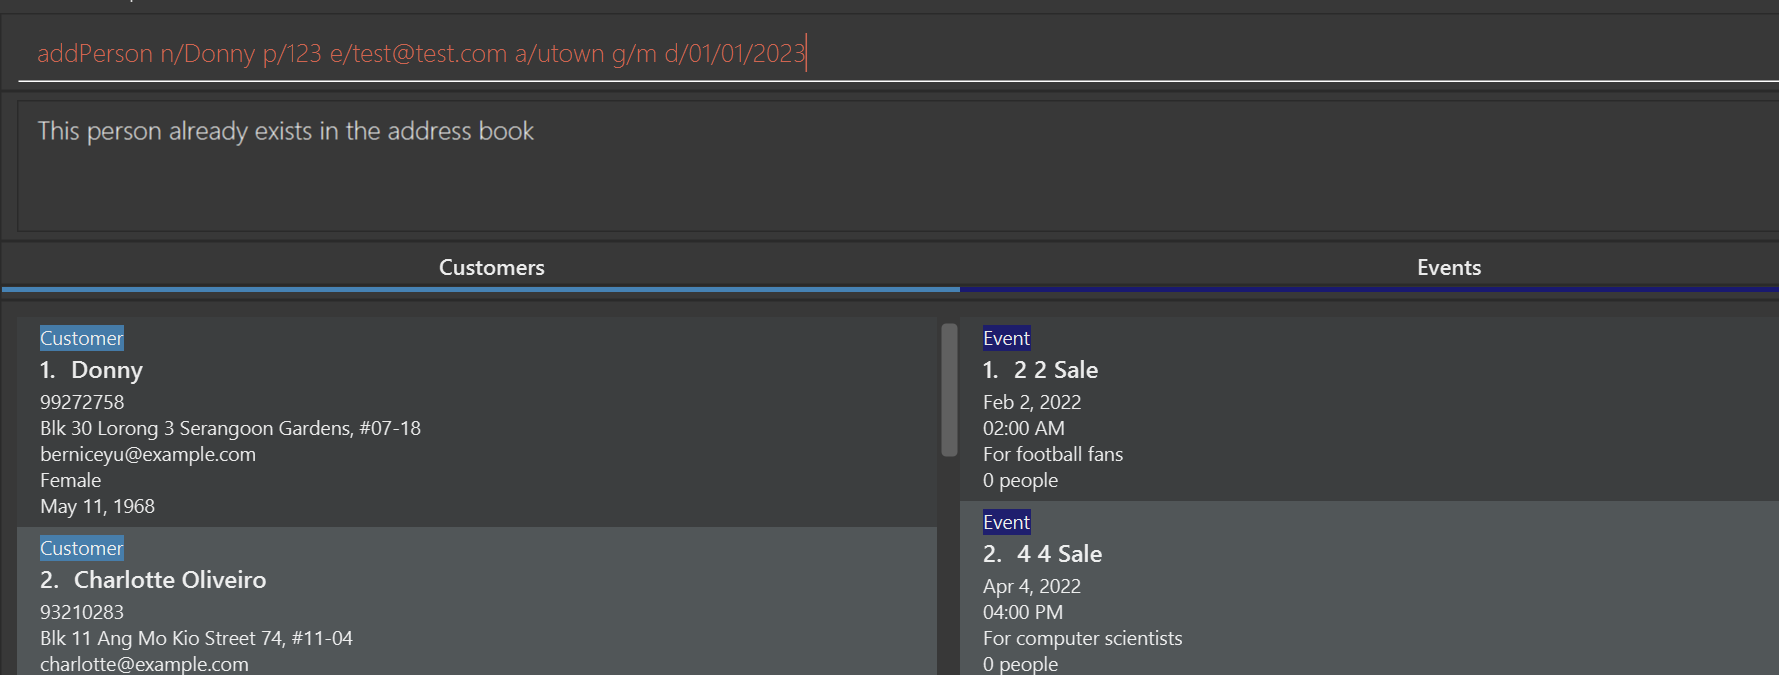 addPerson n/Donny p/123 e/test@test.com a/utown g/m d/01/01/2023
This person already exists in the address book
Customers
Events
Customer
1. Donny
99272758
Blk 30 Lorong 3 Serangoon Gardens, #07-18
berniceyu@example.com
Female
May 11, 1968
Customer
2. Charlotte Oliveiro
93210283
Blk 11 Ang Mo Kio Street 74, #11-04
charlotte@example.com
Event
1. 2 2 Sale
Feb 2, 2022
02:00 AM
For football fans
0 people
Event
2. 4 4 Sale
Apr 4, 2022
04:00 PM
For computer scientists
0 people